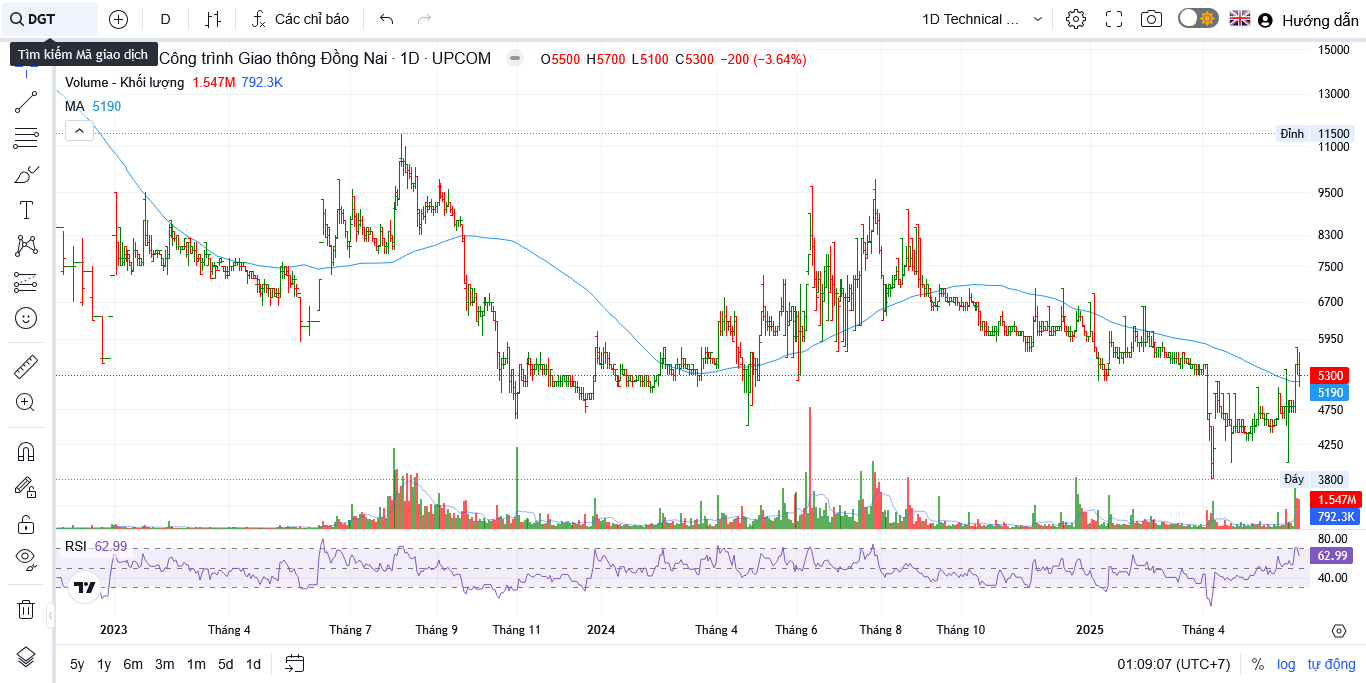 DGT D Các chỉ báo 1D Technical ... Hướng dẫn
Tìm kiếm Mã giao dịch
Công trình Giao thông Đồng Nai · 1D · UPCOM O5500 H5700 L5100 C5300 −200 (−3.64%)
Volume - Khối lượng 1.547M 792.3K
MA 5190
15000
13000
Đỉnh 11500
11000
9500
8300
7500
6700
5950
5300
5190
4750
4250
Đáy 3800
1.547M
792.3K
RSI 62.99
80.00
62.99
40.00
2023 Tháng 4 Tháng 7 Tháng 9 Tháng 11 2024 Tháng 4 Tháng 6 Tháng 8 Tháng 10 2025 Tháng 4
5y 1y 6m 3m 1m 5d 1d 01:09:07 (UTC+7) % log tự động